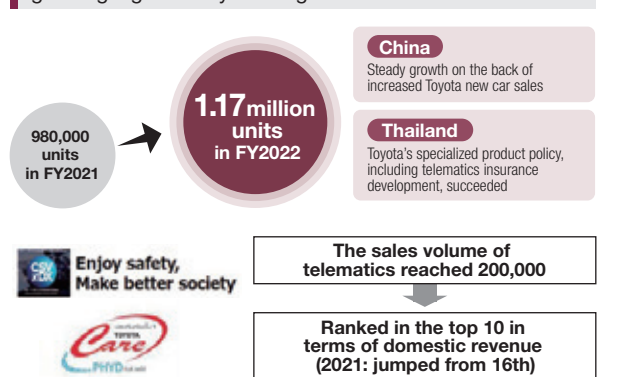 980,000
units
in FY2021
1.17 million
units
in FY2022
China
Steady growth on the back of
increased Toyota new car sales
Thailand
Toyota's specialized product policy,
including telematics insurance
development, succeeded
Enjoy safety,
Make better society
TOYOTA
Care
PHYD
The sales volume of
telematics reached 200,000
Ranked in the top 10 in
terms of domestic revenue
(2021: jumped from 16th)